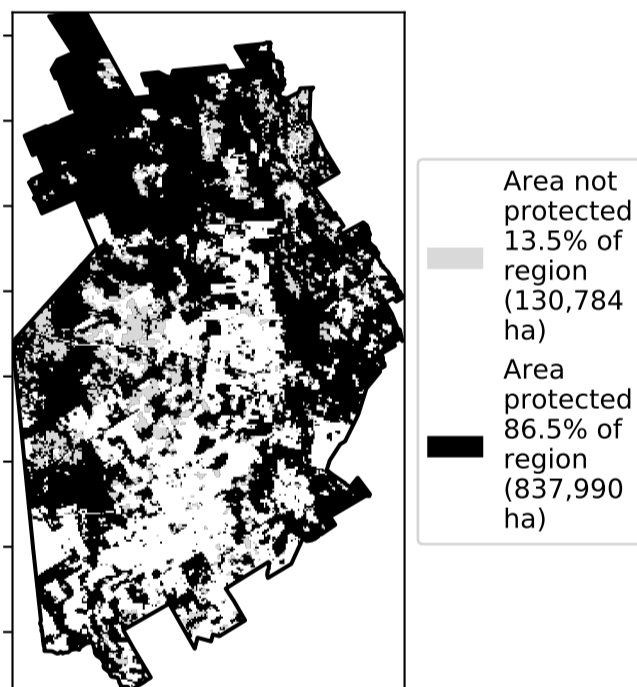 Area not
protected
13.5% of
region
(130,784
ha)
Area
protected
86.5% of
region
(837,990
ha)